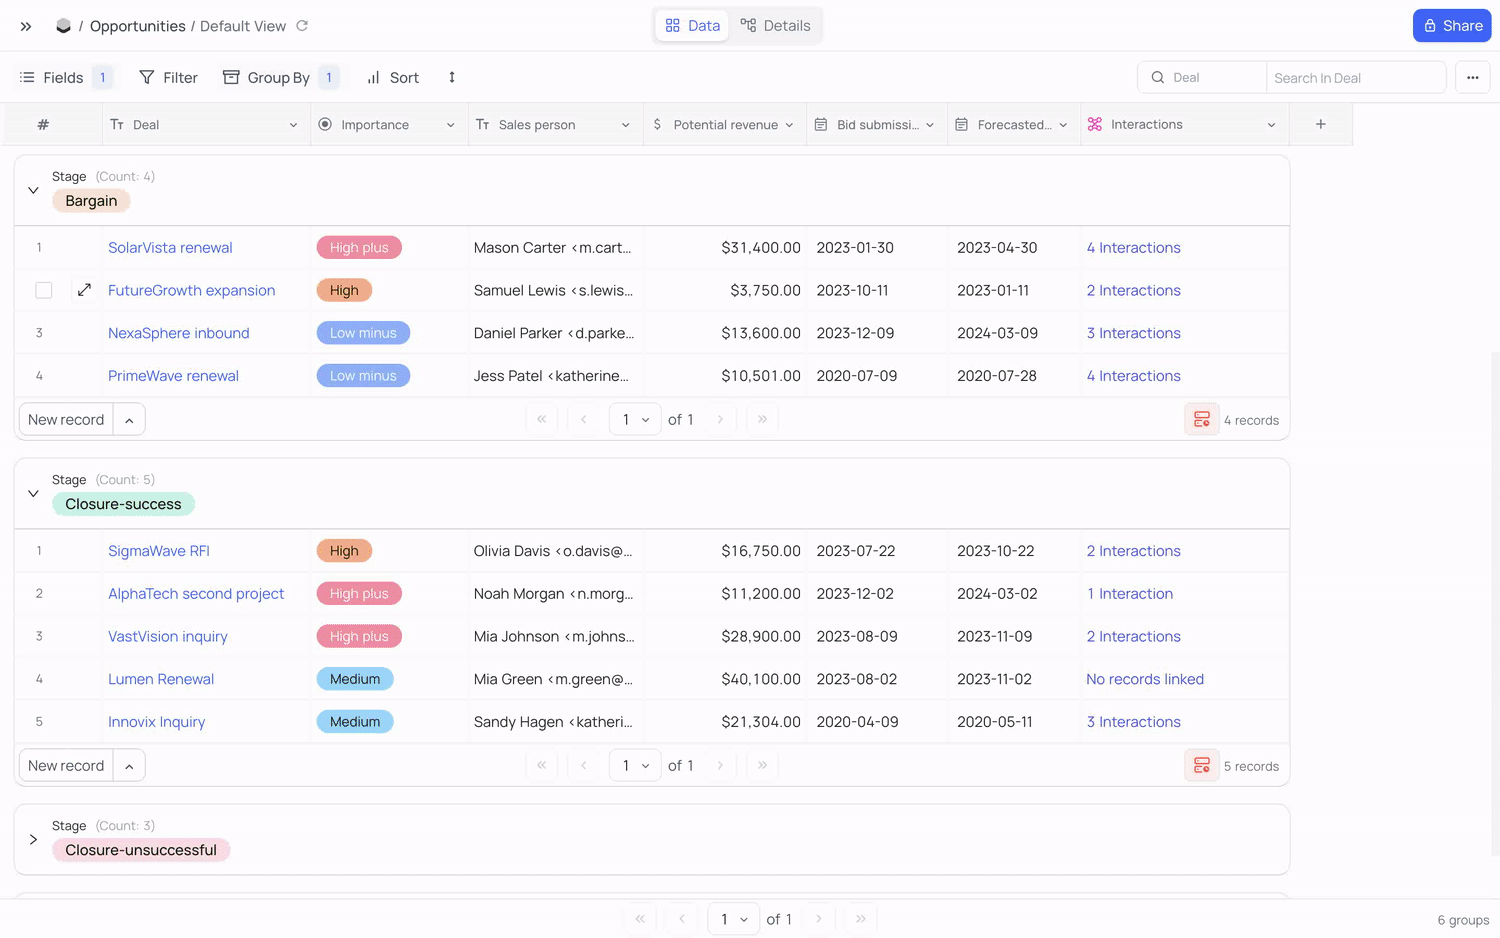 / Opportunities / Default View
Data
Details
Share
Fields 1
Filter
Group By 1
Sort
Deal
Search In Deal
# Deal Importance Sales person $ Potential revenue Bid submissi... Forecasted... Interactions +
Stage (Count: 4)
Bargain
1 SolarVista renewal High plus Mason Carter <m.cart... $31,400.00 2023-01-30 2023-04-30 4 Interactions
FutureGrowth expansion High Samuel Lewis <s.lewis... $3,750.00 2023-10-11 2023-01-11 2 Interactions
3 NexaSphere inbound Low minus Daniel Parker <d.parke... $13,600.00 2023-12-09 2024-03-09 3 Interactions
4 PrimeWave renewal Low minus Jess Patel <katherine... $10,501.00 2020-07-09 2020-07-28 4 Interactions
New record 1 of 1 4 records
Stage (Count: 5)
Closure-success
1 SigmaWave RFI High Olivia Davis <o.davis@... $16,750.00 2023-07-22 2023-10-22 2 Interactions
2 AlphaTech second project High plus Noah Morgan <n.morg... $11,200.00 2023-12-02 2024-03-02 1 Interaction
3 VastVision inquiry High plus Mia Johnson <m.johns... $28,900.00 2023-08-09 2023-11-09 2 Interactions
4 Lumen Renewal Medium Mia Green <m.green@... $40,100.00 2023-08-02 2023-11-02 No records linked
5 Innovix Inquiry Medium Sandy Hagen <katheri... $21,304.00 2020-04-09 2020-05-11 3 Interactions
New record 1 of 1 5 records
Stage (Count: 3)
Closure-unsuccessful
1 of 1 6 groups